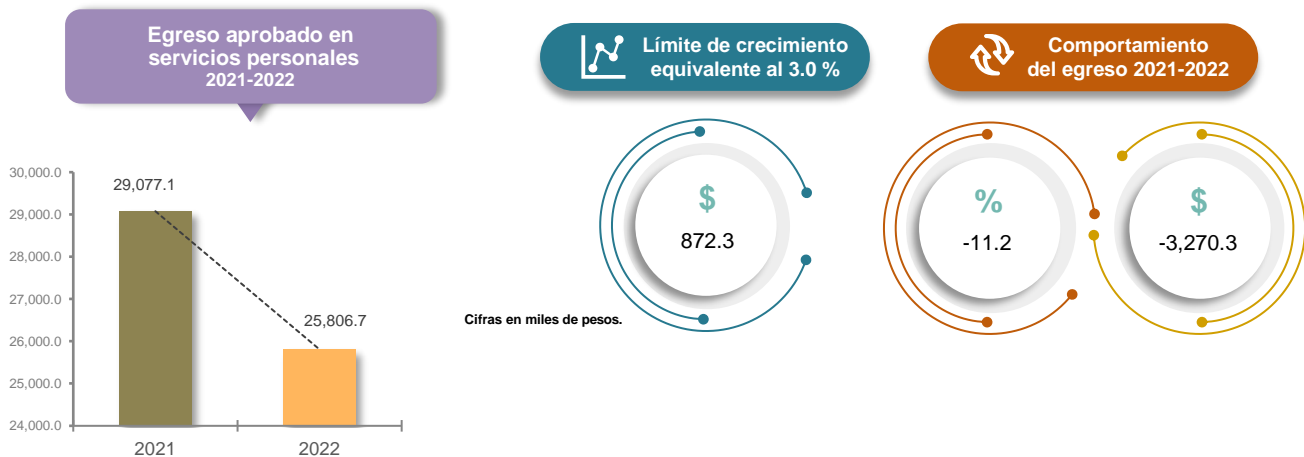 Egreso aprobado en
servicios personales
2021-2022
Límite de crecimiento
equivalente al 3.0 %
Comportamiento
del egreso 2021-2022
30,000.0
29,000.0
28,000.0
27,000.0
26,000.0
25,000.0
24,000.0
29,077.1
25,806.7
2021
2022
Cifras en miles de pesos.
$
872.3
%
-11.2
$
-3,270.3